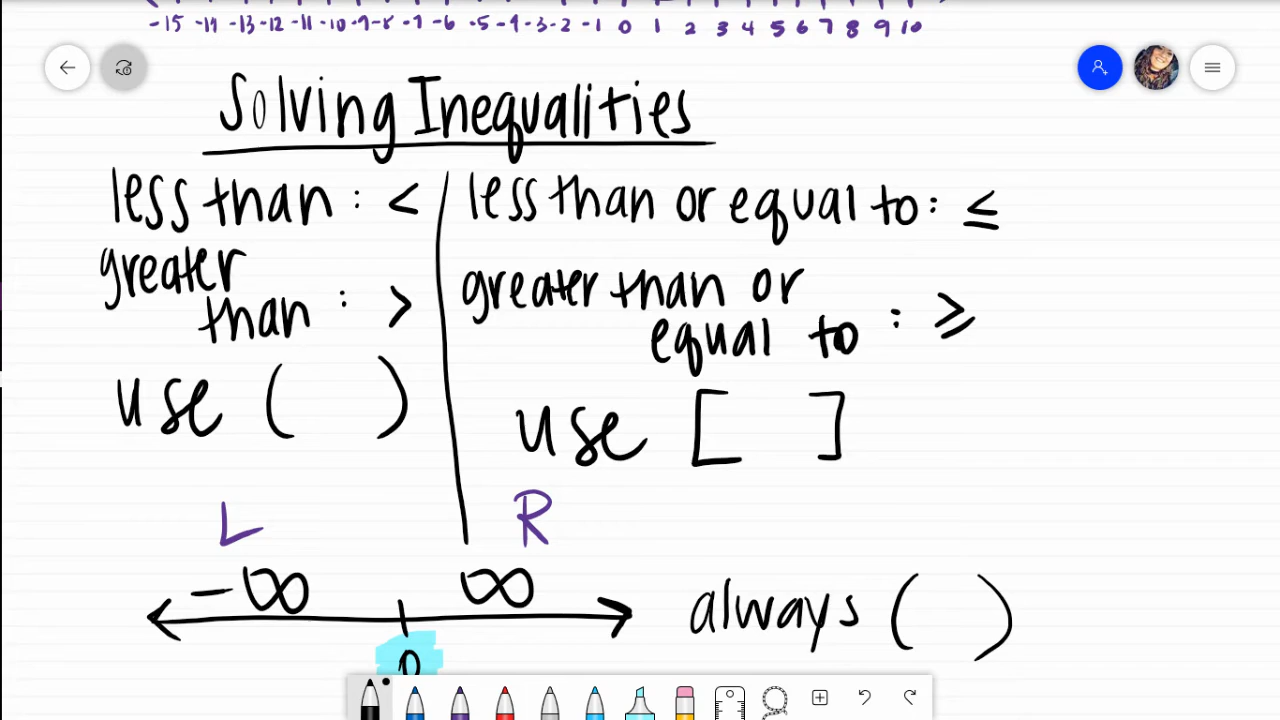 -15 -14 -13 -12 -11 -10 -9 -8 -7 -6 -5 -4 -3 -2 -1 0 1 2 3 4 5 6 7 8 9 10
Solving Inequalities
less than : <
greater
than : >
use ( )
less than or equal to : ≤
greater than or
equal to : ≥
use [ ]
L R
-∞ ∞
always ( )
0